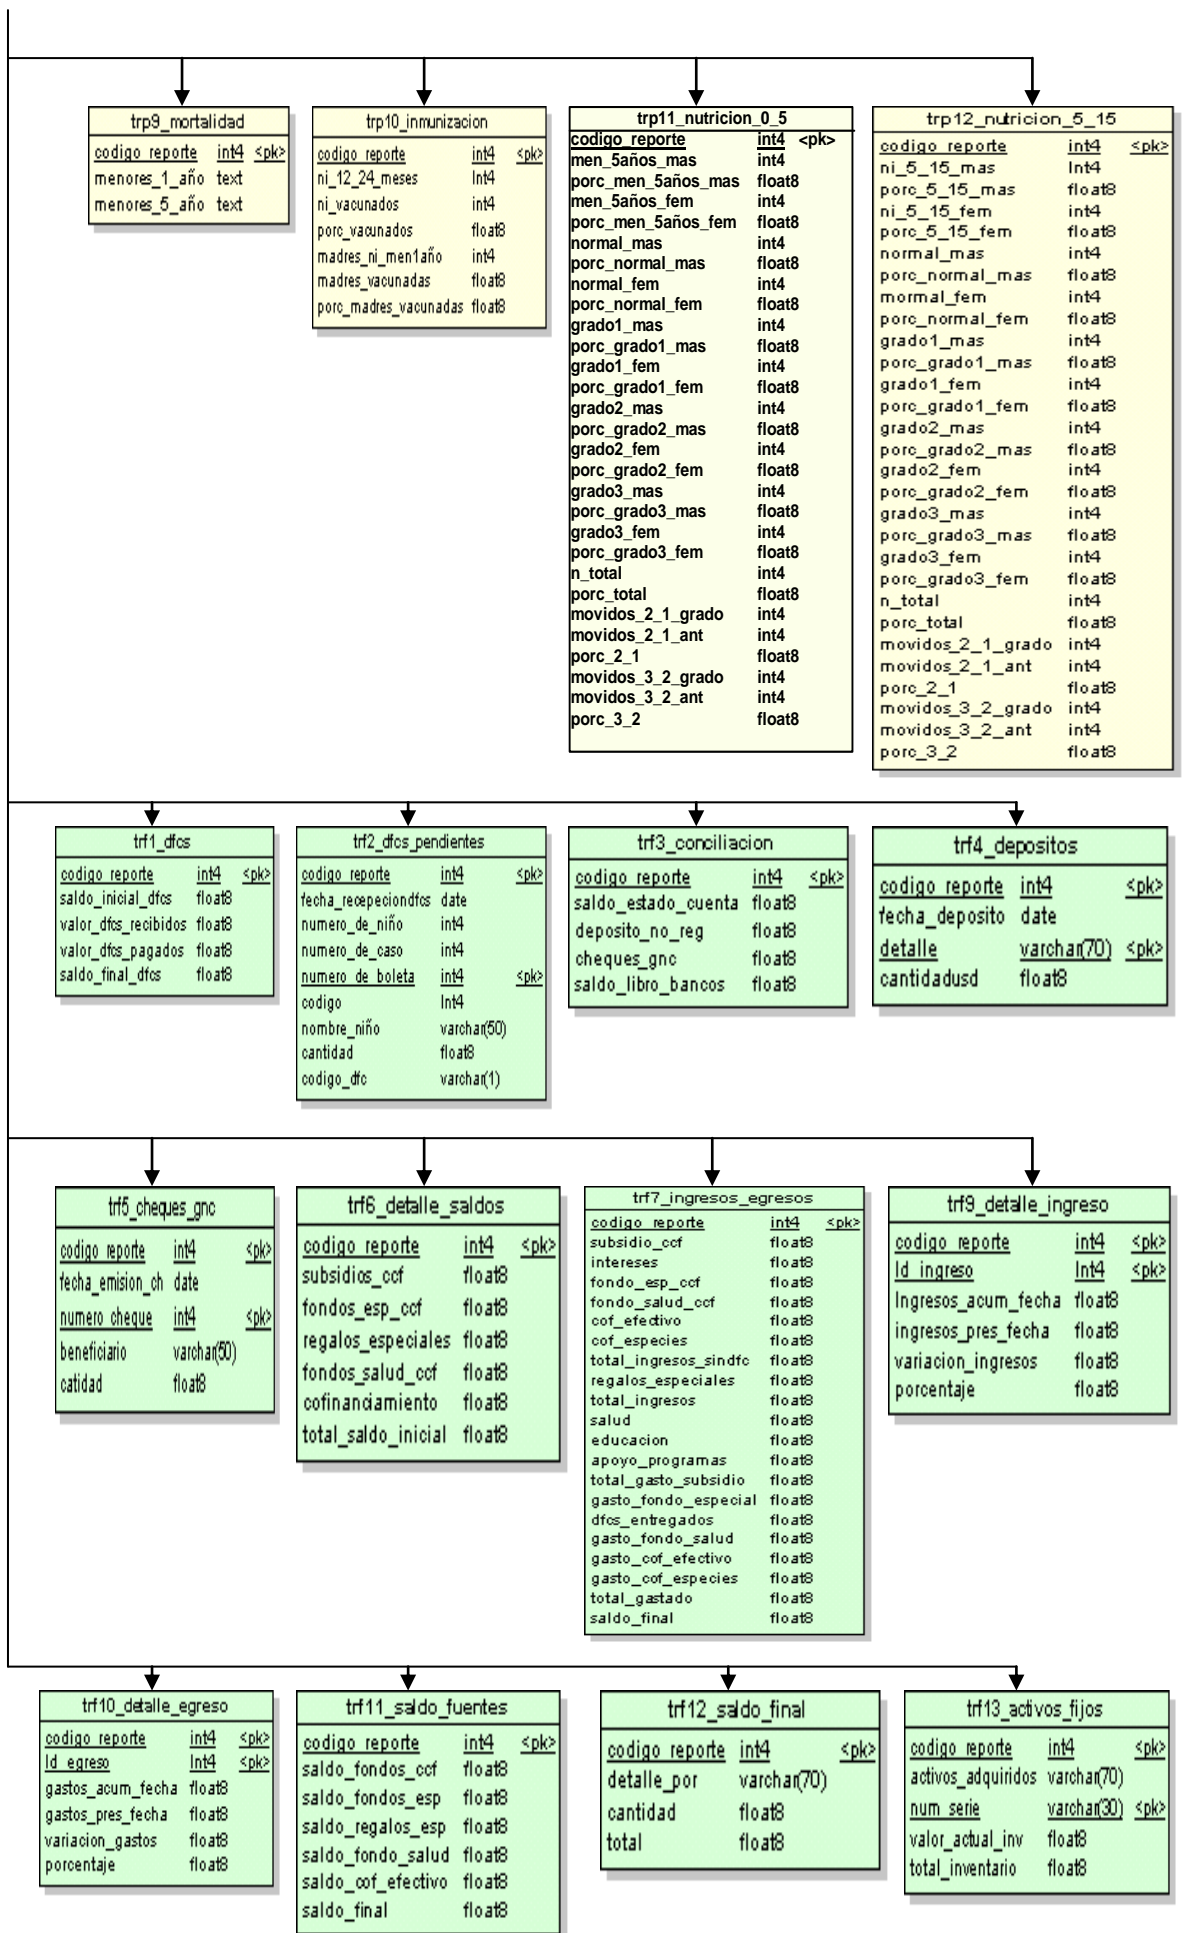 trp9_mortalidad
codigo_reporte int4 <pk>
menores_1_año text
menores_5_año text
trp10_inmunizacion
codigo_reporte int4 <pk>
ni_12_24_meses Int4
ni_vacunados int4
porc_vacunados float8
madres_ni_men1año int4
madres_vacunadas float8
porc_madres_vacunadas float8
trp11_nutricion_0_5
codigo_reporte int4 <pk>
men_5años_mas int4
porc_men_5años_mas float8
men_5años_fem int4
porc_men_5años_fem float8
normal_mas int4
porc_normal_mas float8
normal_fem int4
porc_normal_fem float8
grado1_mas int4
porc_grado1_mas float8
grado1_fem int4
porc_grado1_fem float8
grado2_mas int4
porc_grado2_mas float8
grado2_fem int4
porc_grado2_fem float8
grado3_mas int4
porc_grado3_mas float8
grado3_fem int4
porc_grado3_fem float8
n_total int4
porc_total float8
movidos_2_1_grado int4
movidos_2_1_ant int4
porc_2_1 float8
movidos_3_2_grado int4
movidos_3_2_ant int4
porc_3_2 float8
trp12_nutricion_5_15
codigo_reporte int4 <pk>
ni_5_15_mas Int4
porc_5_15_mas float8
ni_5_15_fem int4
porc_5_15_fem float8
normal_mas int4
porc_normal_mas float8
mormal_fem int4
porc_normal_fem float8
grado1_mas int4
porc_grado1_mas float8
grado1_fem int4
porc_grado1_fem float8
grado2_mas int4
porc_grado2_mas float8
grado2_fem int4
porc_grado2_fem float8
grado3_mas int4
porc_grado3_mas float8
grado3_fem int4
porc_grado3_fem float8
n_total int4
porc_total float8
movidos_2_1_grado int4
movidos_2_1_ant int4
porc_2_1 float8
movidos_3_2_grado int4
movidos_3_2_ant int4
porc_3_2 float8
trf1_dfcs
codigo_reporte int4 <pk>
saldo_inicial_dfcs float8
valor_dfcs_recibidos float8
valor_dfcs_pagados float8
saldo_final_dfcs float8
trf2_dfcs_pendientes
codigo_reporte int4 <pk>
fecha_recepeciondfcs date
numero_de_niño int4
numero_de_caso int4
numero_de_boleta int4 <pk>
codigo Int4
nombre_niño varchar(50)
cantidad float8
codigo_dfc varchar(1)
trf3_conciliacion
codigo_reporte int4 <pk>
saldo_estado_cuenta float8
deposito_no_reg float8
cheques_gnc float8
saldo_libro_bancos float8
trf4_depositos
codigo_reporte int4 <pk>
fecha_deposito date
detalle varchar(70) <pk>
cantidadusd float8
trf5_cheques_gnc
codigo_reporte int4 <pk>
fecha_emision_ch date
numero_cheque int4 <pk>
beneficiario varchar(50)
catidad float8
trf6_detalle_saldos
codigo_reporte int4 <pk>
subsidios_ccf float8
fondos_esp_ccf float8
regalos_especiales float8
fondos_salud_ccf float8
cofinanciamiento float8
total_saldo_inicial float8
trf7_ingresos_egresos
codigo_reporte int4 <pk>
subsidio_ccf float8
intereses float8
fondo_esp_ccf float8
fondo_salud_ccf float8
cof_efectivo float8
cof_especies float8
total_ingresos_sindfc float8
regalos_especiales float8
total_ingresos float8
salud float8
educacion float8
apoyo_programas float8
total_gasto_subsidio float8
gasto_fondo_especial float8
dfcs_entregados float8
gasto_fondo_salud float8
gasto_cof_efectivo float8
gasto_cof_especies float8
total_gastado float8
saldo_final float8
trf9_detalle_ingreso
codigo_reporte int4 <pk>
Id_ingreso Int4 <pk>
Ingresos_acum_fecha float8
ingresos_pres_fecha float8
variacion_ingresos float8
porcentaje float8
trf10_detalle_egreso
codigo_reporte int4 <pk>
Id_egreso Int4 <pk>
gastos_acum_fecha float8
gastos_pres_fecha float8
variacion_gastos float8
porcentaje float8
trf11_saldo_fuentes
codigo_reporte int4 <pk>
saldo_fondos_ccf float8
saldo_fondos_esp float8
saldo_regalos_esp float8
saldo_fondo_salud float8
saldo_cof_efectivo float8
saldo_final float8
trf12_saldo_final
codigo_reporte int4 <pk>
detalle_por varchar(70)
cantidad float8
total float8
trf13_activos_fijos
codigo_reporte int4 <pk>
activos_adquiridos varchar(70)
num_serie varchar(30) <pk>
valor_actual_inv float8
total_inventario float8